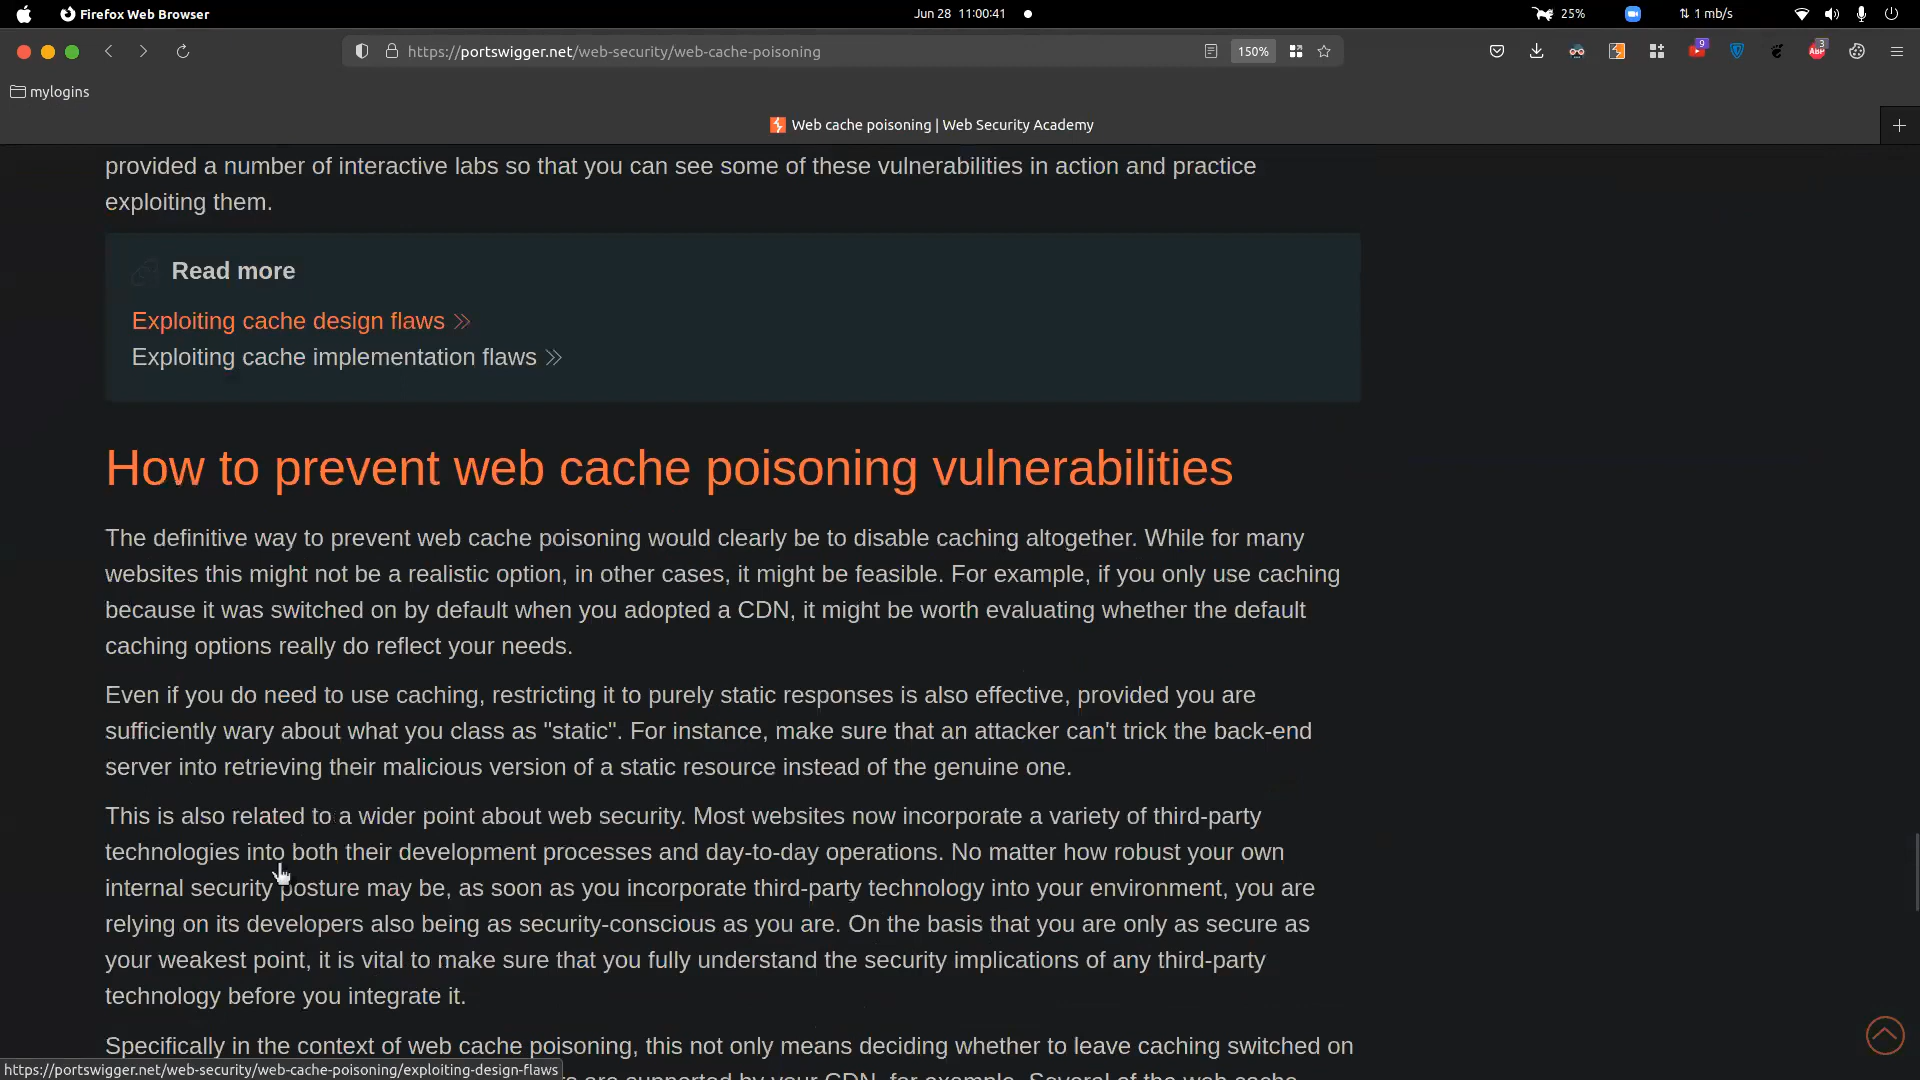 Firefox Web Browser
Jun 28 11:00:41
25%
1 mb/s
https://portswigger.net/web-security/web-cache-poisoning
150%
9
ABP
3
mylogins
Web cache poisoning | Web Security Academy
provided a number of interactive labs so that you can see some of these vulnerabilities in action and practice
exploiting them.
Read more
Exploiting cache design flaws
Exploiting cache implementation flaws
How to prevent web cache poisoning vulnerabilities
The definitive way to prevent web cache poisoning would clearly be to disable caching altogether. While for many
websites this might not be a realistic option, in other cases, it might be feasible. For example, if you only use caching
because it was switched on by default when you adopted a CDN, it might be worth evaluating whether the default
caching options really do reflect your needs.
Even if you do need to use caching, restricting it to purely static responses is also effective, provided you are
sufficiently wary about what you class as "static". For instance, make sure that an attacker can't trick the back-end
server into retrieving their malicious version of a static resource instead of the genuine one.
This is also related to a wider point about web security. Most websites now incorporate a variety of third-party
technologies into both their development processes and day-to-day operations. No matter how robust your own
internal security posture may be, as soon as you incorporate third-party technology into your environment, you are
relying on its developers also being as security-conscious as you are. On the basis that you are only as secure as
your weakest point, it is vital to make sure that you fully understand the security implications of any third-party
technology before you integrate it.
Specifically in the context of web cache poisoning, this not only means deciding whether to leave caching switched on
are supported by your CDN, for example. Several of the web cache
https://portswigger.net/web-security/web-cache-poisoning/exploiting-design-flaws